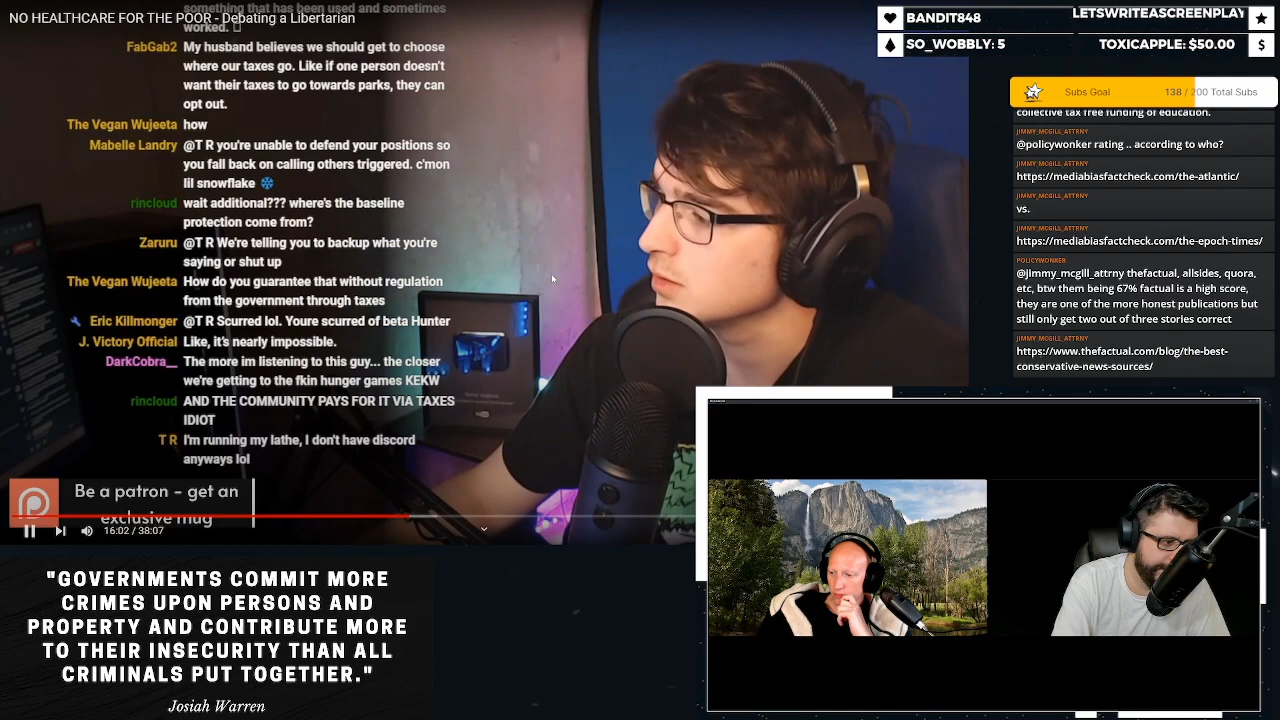 NO HEALTHCARE FOR THE POOR - Debating a Libertarian
something that has been used and sometimes
worked.
FabGab2 My husband believes we should get to choose
where our taxes go. Like if one person doesn't
want their taxes to go towards parks, they can
opt out.
The Vegan Wujeeta how
Mabelle Landry @T R you're unable to defend your positions so
you fall back on calling others triggered. c'mon
lil snowflake ❄
rincloud wait additional??? where's the baseline
protection come from?
Zaruru @T R We're telling you to backup what you're
saying or shut up
The Vegan Wujeeta How do you guarantee that without regulation
from the government through taxes
Eric Killmonger @T R Scurred lol. Youre scurred of beta Hunter
J. Victory Official Like, it's nearly impossible.
DarkCobra__ The more im listening to this guy... the closer
we're getting to the fkin hunger games KEKW
rincloud AND THE COMMUNITY PAYS FOR IT VIA TAXES
IDIOT
T R I'm running my lathe, I don't have discord
anyways lol
Be a patron - get an
exclusive mug
16:02 / 38:07
"GOVERNMENTS COMMIT MORE
CRIMES UPON PERSONS AND
PROPERTY AND CONTRIBUTE MORE
TO THEIR INSECURITY THAN ALL
CRIMINALS PUT TOGETHER."
Josiah Warren
BANDIT848
LETSWRITEASCREENPLAY
SO_WOBBLY: 5
TOXICAPPLE: $50.00
$
Subs Goal 138 / 200 Total Subs
collective tax free funding of education.
JIMMY_MCGILL_ATTRNY
@policywonker rating .. according to who?
JIMMY_MCGILL_ATTRNY
https://mediabiasfactcheck.com/the-atlantic/
JIMMY_MCGILL_ATTRNY
vs.
JIMMY_MCGILL_ATTRNY
https://mediabiasfactcheck.com/the-epoch-times/
POLICYWONKER
@jimmy_mcgill_attrny thefactual, allsides, quora,
etc, btw them being 67% factual is a high score,
they are one of the more honest publications but
still only get two out of three stories correct
JIMMY_MCGILL_ATTRNY
https://www.thefactual.com/blog/the-best-
conservative-news-sources/